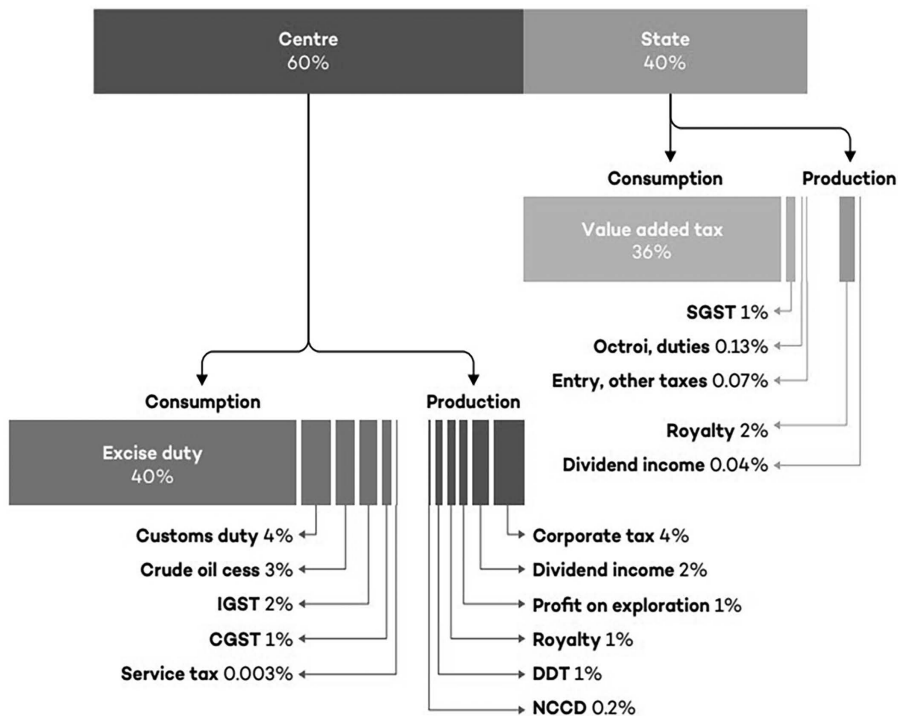 Centre
60%
State
40%
Consumption
Production
Value added tax
36%
SGST 1%
Octroi, duties 0.13%
Entry, other taxes 0.07%
Royalty 2%
Dividend income 0.04%
Consumption
Production
Excise duty
40%
Customs duty 4%
Crude oil cess 3%
IGST 2%
CGST 1%
Service tax 0.003%
Corporate tax 4%
Dividend income 2%
Profit on exploration 1%
Royalty 1%
DDT 1%
NCCD 0.2%